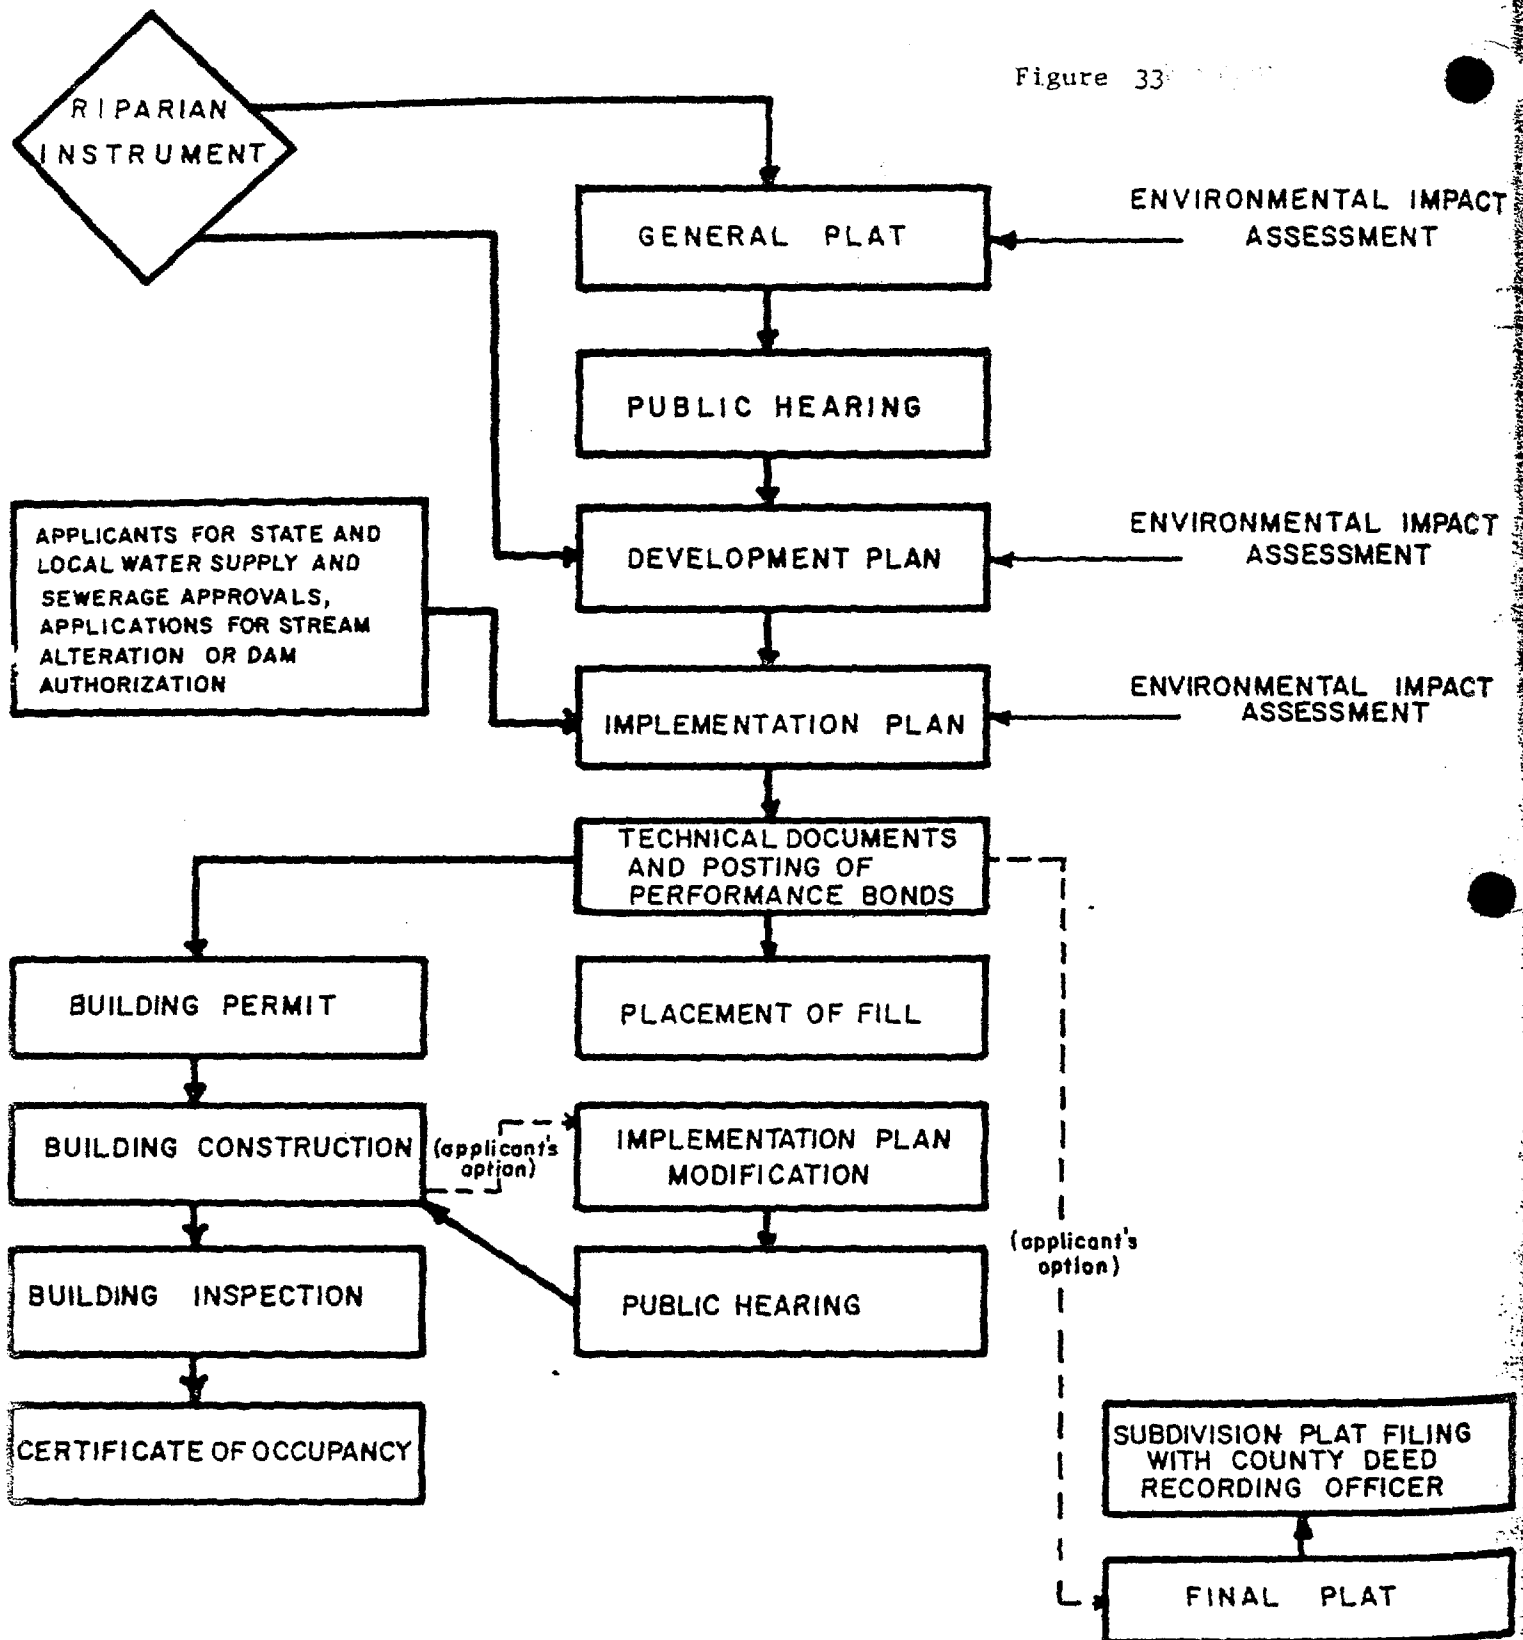 Figure 33
RIPARIAN
INSTRUMENT
GENERAL PLAT
ENVIRONMENTAL IMPACT
ASSESSMENT
PUBLIC HEARING
APPLICANTS FOR STATE AND
LOCAL WATER SUPPLY AND
SEWERAGE APPROVALS,
APPLICATIONS FOR STREAM
ALTERATION OR DAM
AUTHORIZATION
DEVELOPMENT PLAN
ENVIRONMENTAL IMPACT
ASSESSMENT
IMPLEMENTATION PLAN
ENVIRONMENTAL IMPACT
ASSESSMENT
TECHNICAL DOCUMENTS
AND POSTING OF
PERFORMANCE BONDS
BUILDING PERMIT
PLACEMENT OF FILL
BUILDING CONSTRUCTION
(applicant's
option)
IMPLEMENTATION PLAN
MODIFICATION
(applicant's
option)
BUILDING INSPECTION
PUBLIC HEARING
CERTIFICATE OF OCCUPANCY
SUBDIVISION PLAT FILING
WITH COUNTY DEED
RECORDING OFFICER
FINAL PLAT